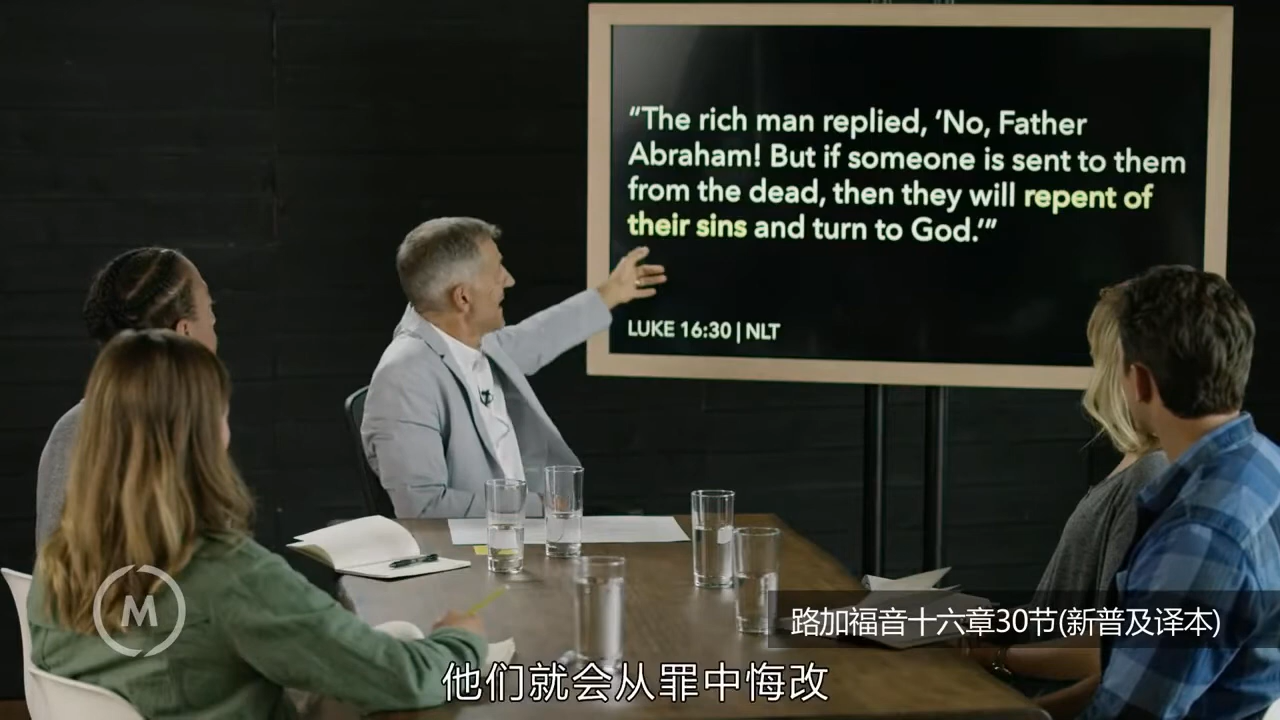 “The rich man replied, ‘No, Father
Abraham! But if someone is sent to them
from the dead, then they will repent of
their sins and turn to God.’”
LUKE 16:30 | NLT
M
路加福音十六章30节(新普及译本)
他们就会从罪中悔改